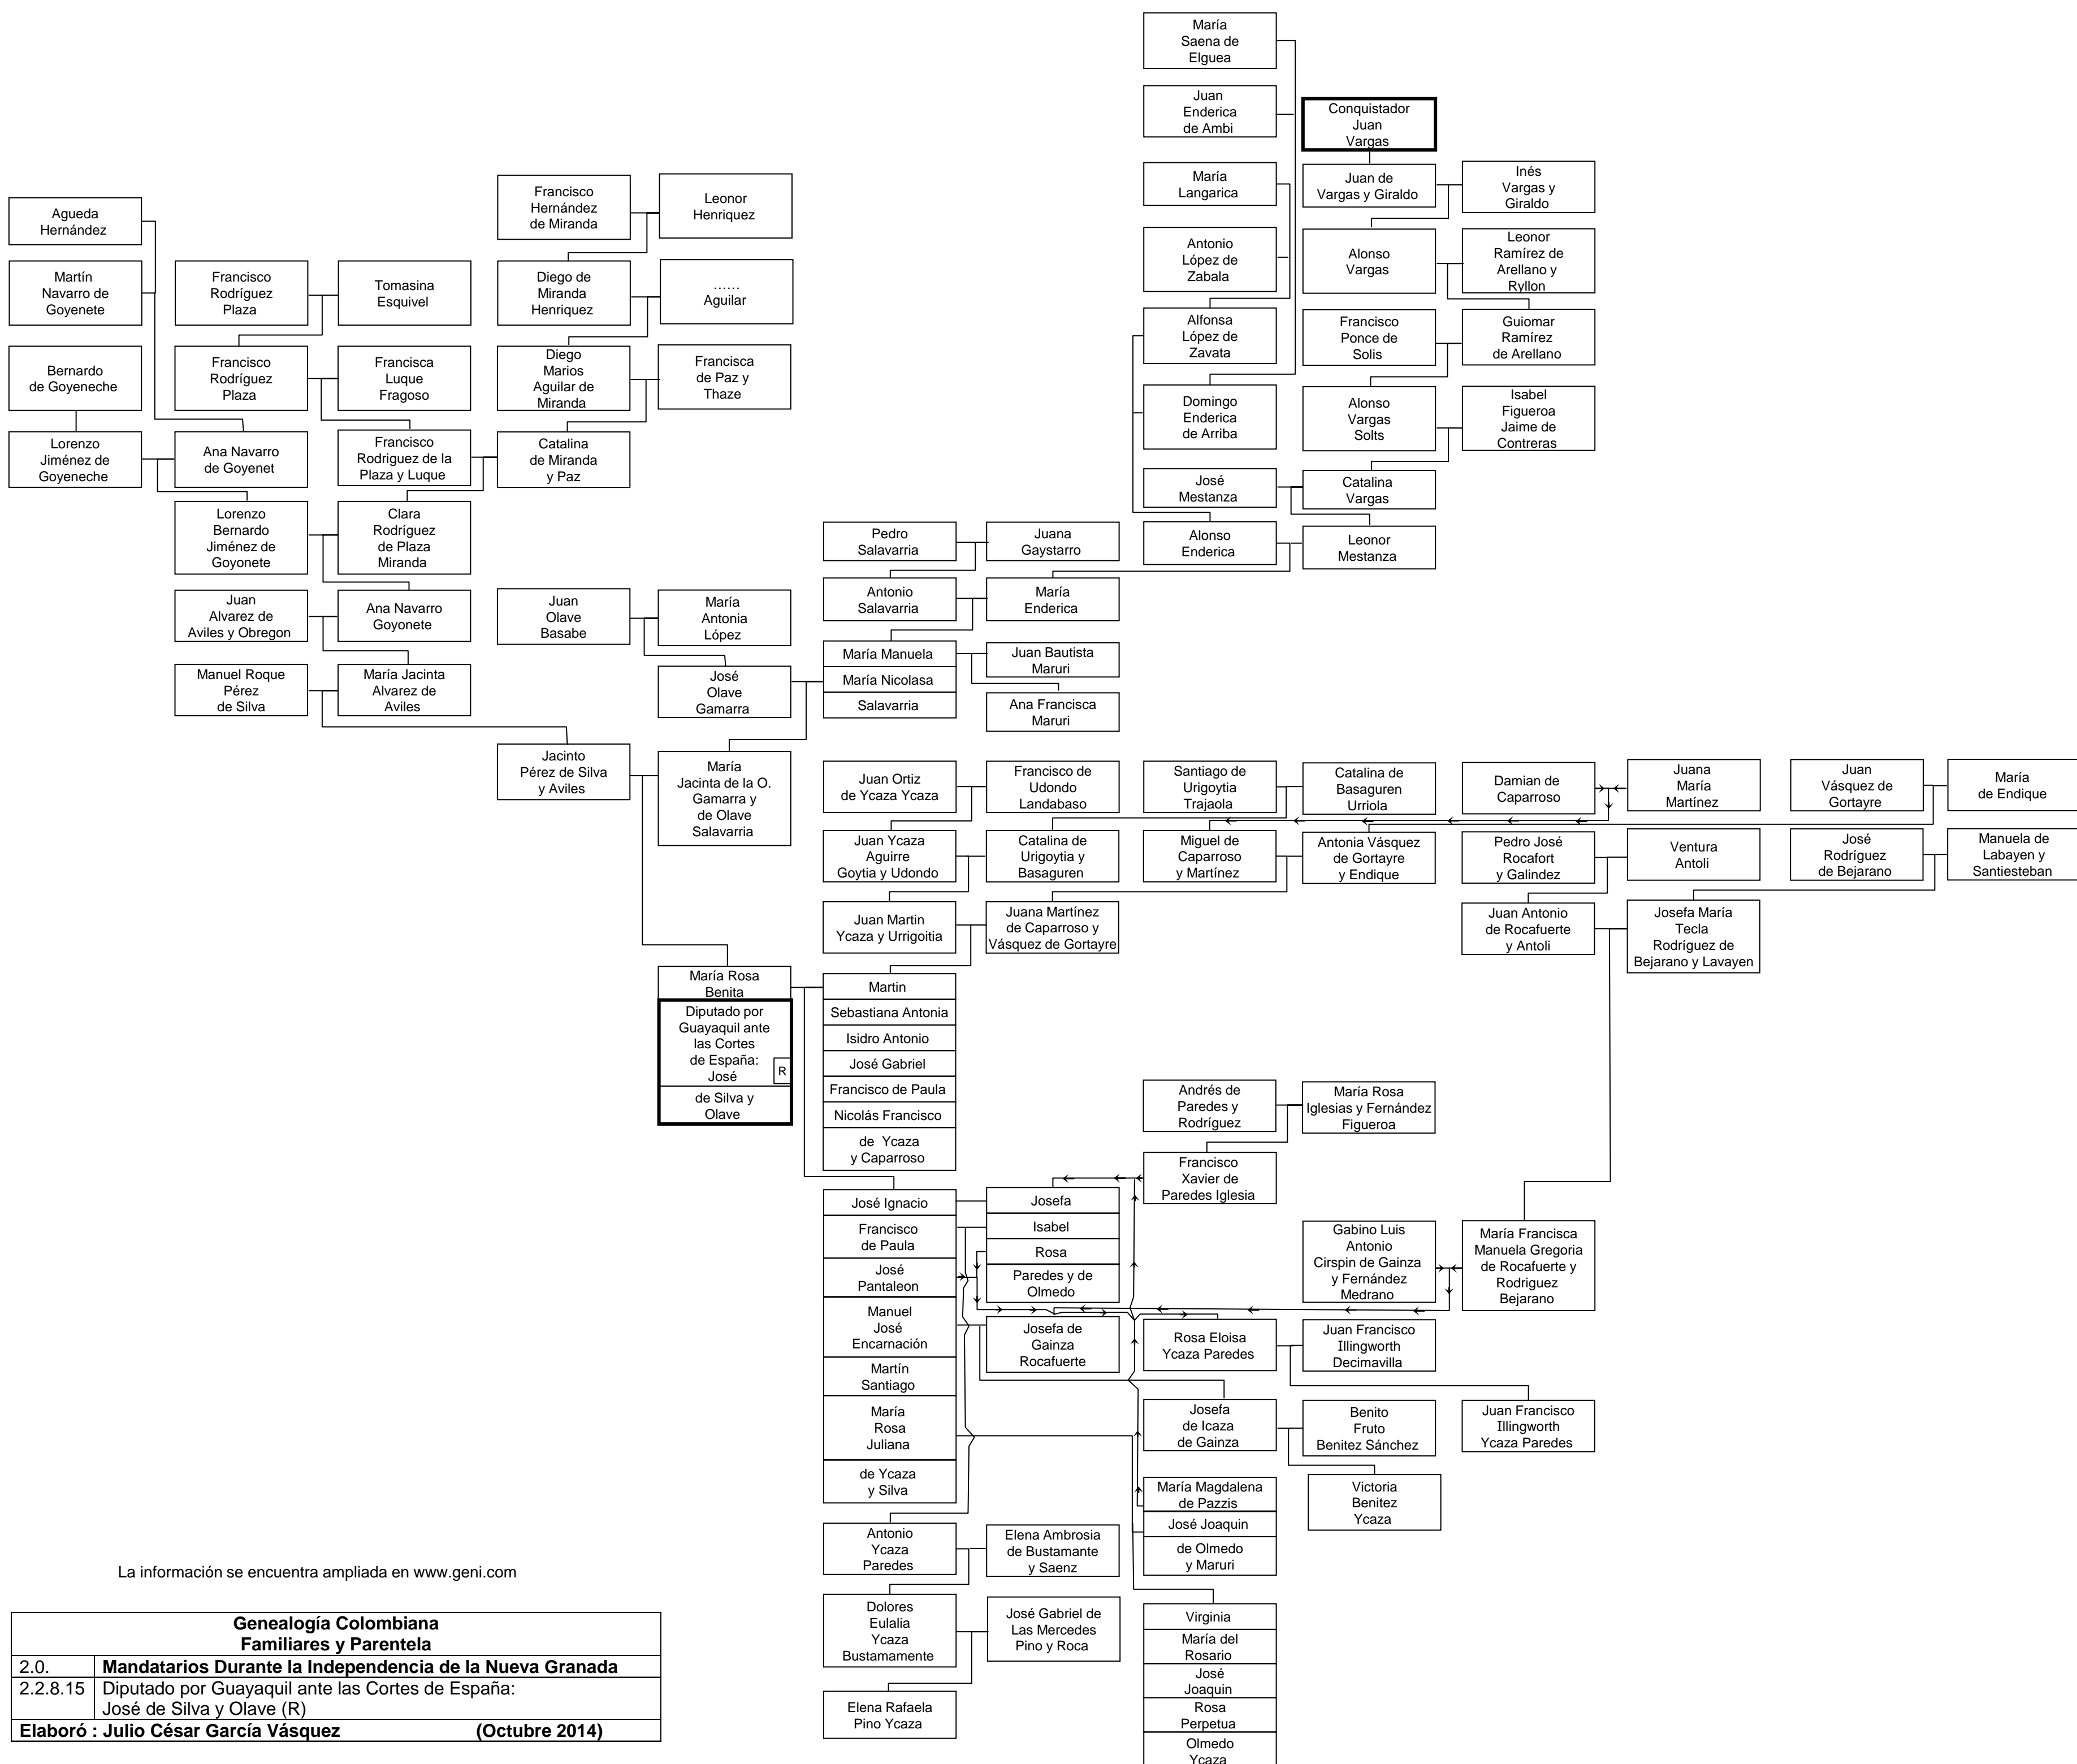 María
Saena de
Elguea
Juan
Enderica
de Ambi
Conquistador
Juan
Vargas
María
Langarica
Juan de
Vargas y Giraldo
Inés
Vargas y
Giraldo
Francisco
Hernández
de Miranda
Leonor
Henriquez
Agueda
Hernández
Antonio
López de
Zabala
Alonso
Vargas
Leonor
Ramírez de
Arellano y
Ryllon
Martín
Navarro de
Goyenete
Francisco
Rodríguez
Plaza
Tomasina
Esquivel
Diego de
Miranda
Henriquez
......
Aguilar
Alfonsa
López de
Zavata
Francisco
Ponce de
Solis
Guiomar
Ramírez
de Arellano
Bernardo
de Goyeneche
Francisco
Rodríguez
Plaza
Francisca
Luque
Fragoso
Diego
Marios
Aguilar de
Miranda
Francisca
de Paz y
Thaze
Domingo
Enderica
de Arriba
Alonso
Vargas
Solts
Isabel
Figueroa
Jaime de
Contreras
Lorenzo
Jiménez de
Goyeneche
Ana Navarro
de Goyenet
Francisco
Rodriguez de la
Plaza y Luque
Catalina
de Miranda
y Paz
José
Mestanza
Catalina
Vargas
Lorenzo
Bernardo
Jiménez de
Goyonete
Clara
Rodríguez
de Plaza
Miranda
Pedro
Salavarria
Juana
Gaystarro
Alonso
Enderica
Leonor
Mestanza
Juan
Alvarez de
Aviles y Obregon
Ana Navarro
Goyonete
Juan
Olave
Basabe
María
Antonia
López
Antonio
Salavarria
María
Enderica
Manuel Roque
Pérez
de Silva
María Jacinta
Alvarez de
Aviles
José
Olave
Gamarra
María Manuela
María Nicolasa
Salavarria
Juan Bautista
Maruri
Ana Francisca
Maruri
Jacinto
Pérez de Silva
y Aviles
María
Jacinta de la O.
Gamarra y
de Olave
Salavarria
Juan Ortiz
de Ycaza Ycaza
Francisco de
Udondo
Landabaso
Santiago de
Urigoytia
Trajaola
Catalina de
Basaguren
Urriola
Damian de
Caparroso
Juana
María
Martínez
Juan
Vásquez de
Gortayre
María
de Endique
Juan Ycaza
Aguirre
Goytia y Udondo
Catalina de
Urigoytia y
Basaguren
Miguel de
Caparroso
y Martínez
Antonia Vásquez
de Gortayre
y Endique
Pedro José
Rocafort
y Galindez
Ventura
Antoli
José
Rodríguez
de Bejarano
Manuela de
Labayen y
Santiesteban
Juan Martin
Ycaza y Urrigoitia
Juana Martínez
de Caparroso y
Vásquez de Gortayre
Juan Antonio
de Rocafuerte
y Antoli
Josefa María
Tecla
Rodríguez de
Bejarano y Lavayen
María Rosa
Benita
Diputado por
Guayaquil ante
las Cortes
de España:
José
R
de Silva y
Olave
Martin
Sebastiana Antonia
Isidro Antonio
José Gabriel
Francisco de Paula
Nicolás Francisco
de Ycaza
y Caparroso
Andrés de
Paredes y
Rodríguez
María Rosa
Iglesias y Fernández
Figueroa
Francisco
Xavier de
Paredes Iglesia
José Ignacio
Francisco
de Paula
José
Pantaleon
Manuel
José
Encarnación
Martín
Santiago
María
Rosa
Juliana
de Ycaza
y Silva
Josefa
Isabel
Rosa
Paredes y de
Olmedo
Gabino Luis
Antonio
Cirspin de Gainza
y Fernández
Medrano
María Francisca
Manuela Gregoria
de Rocafuerte y
Rodriguez
Bejarano
Josefa de
Gainza
Rocafuerte
Rosa Eloisa
Ycaza Paredes
Juan Francisco
Illingworth
Decimavilla
Josefa
de Icaza
de Gainza
Benito
Fruto
Benitez Sánchez
Juan Francisco
Illingworth
Ycaza Paredes
María Magdalena
de Pazzis
José Joaquin
de Olmedo
y Maruri
Victoria
Benitez
Ycaza
Antonio
Ycaza
Paredes
Elena Ambrosia
de Bustamante
y Saenz
Dolores
Eulalia
Ycaza
Bustamamente
José Gabriel de
Las Mercedes
Pino y Roca
Elena Rafaela
Pino Ycaza
Virginia
María del
Rosario
José
Joaquin
Rosa
Perpetua
Olmedo
Ycaza
La información se encuentra ampliada en www.geni.com
Genealogía Colombiana
Familiares y Parentela
2.0. Mandatarios Durante la Independencia de la Nueva Granada
2.2.8.15 Diputado por Guayaquil ante las Cortes de España:
José de Silva y Olave (R)
Elaboró : Julio César García Vásquez (Octubre 2014)